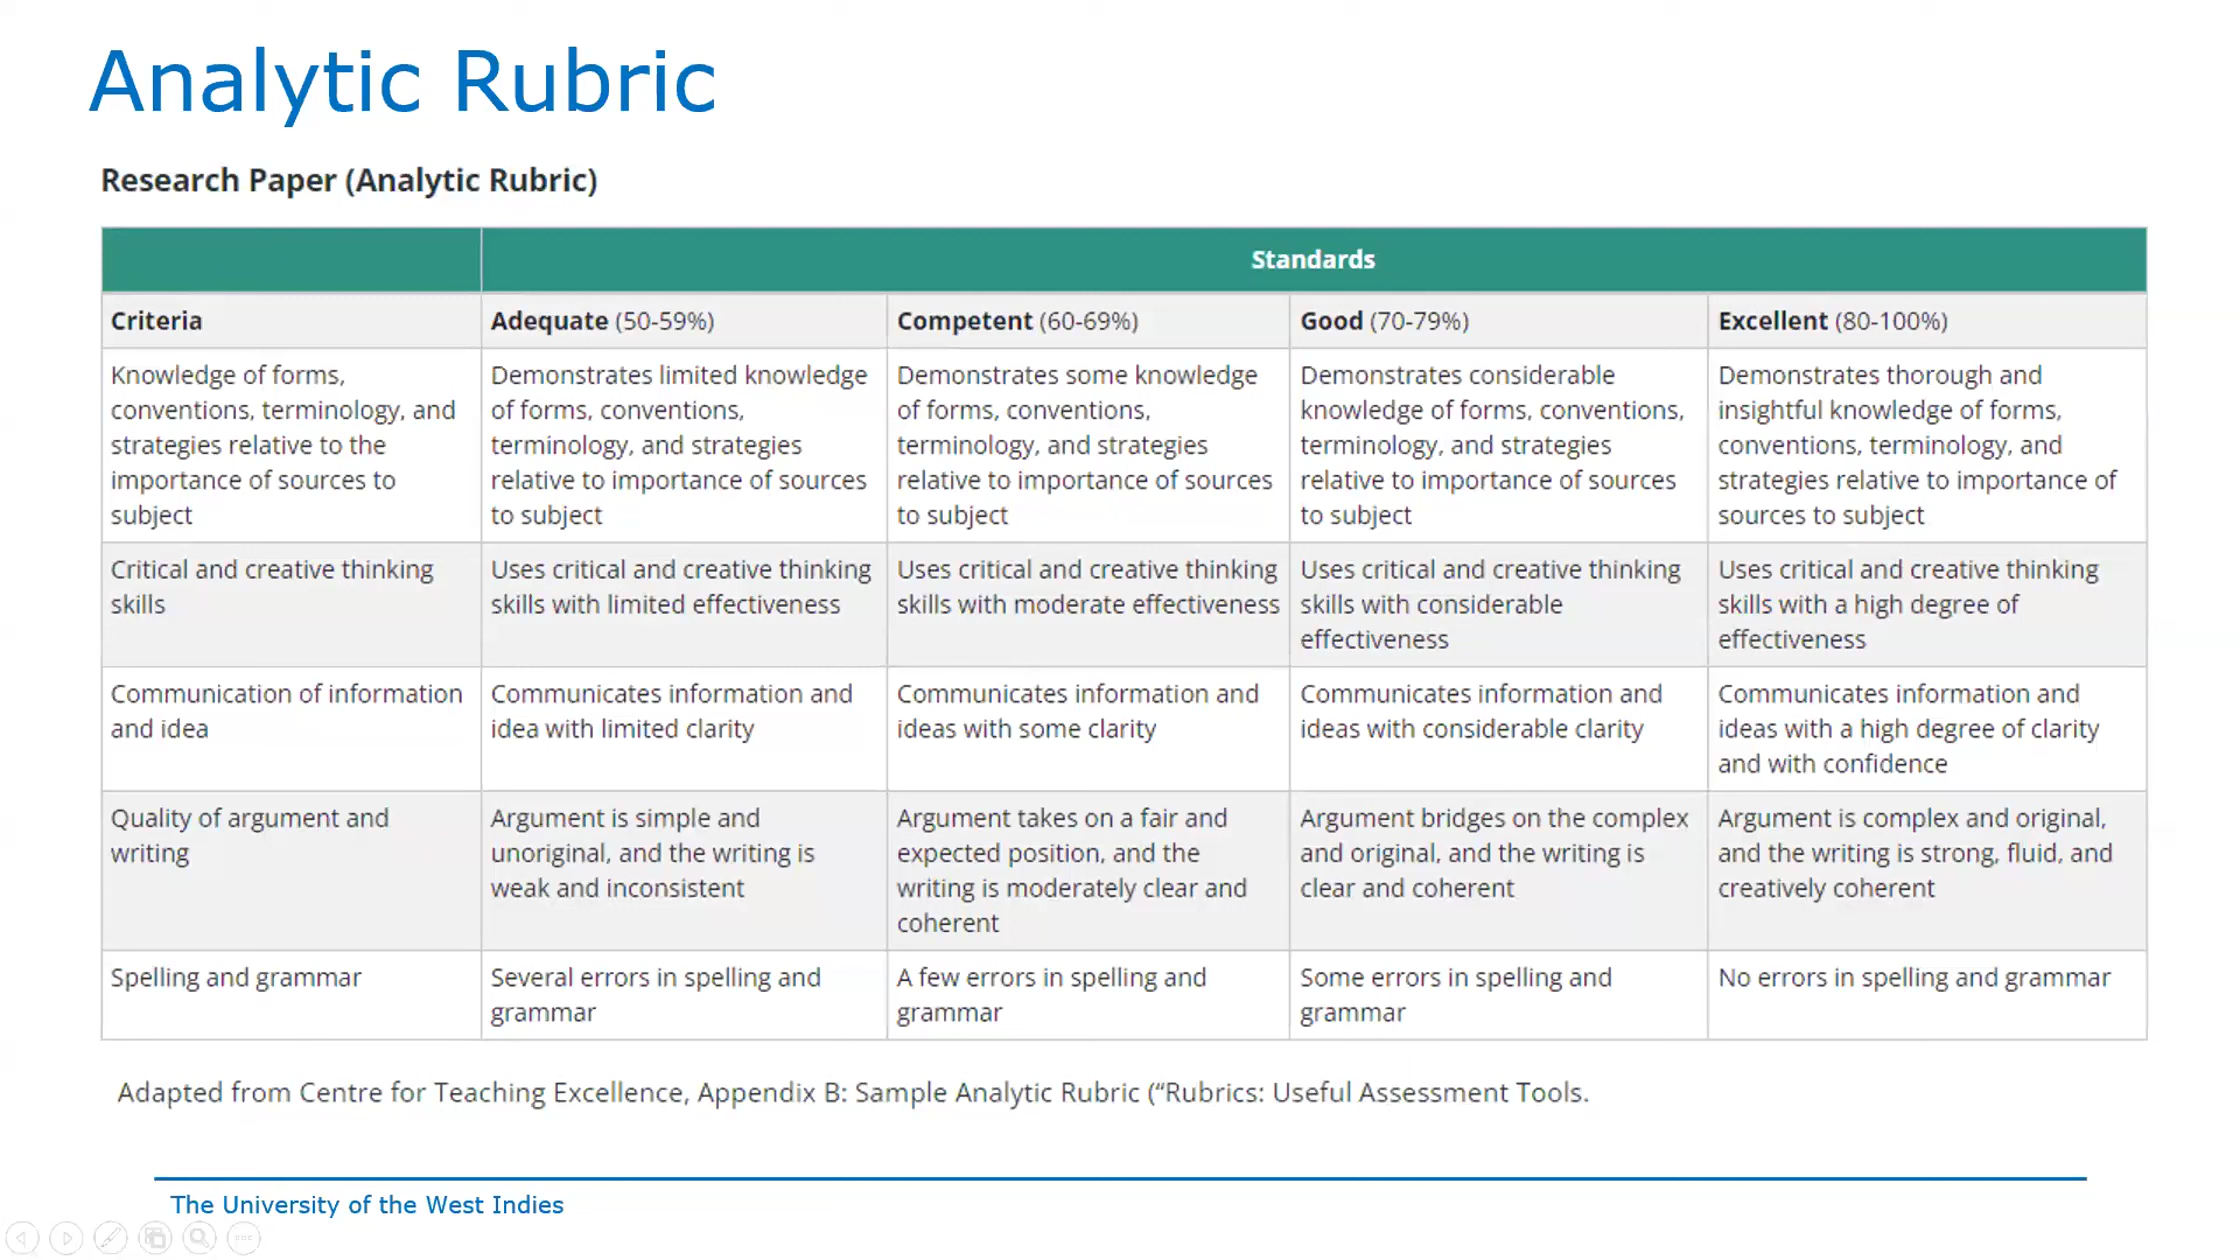 Analytic Rubric
Research Paper (Analytic Rubric)
Standards
Criteria
Adequate (50-59%)
Competent (60-69%)
Good (70-79%)
Excellent (80-100%)
Knowledge of forms,
conventions, terminology, and
strategies relative to the
importance of sources to
subject
Demonstrates limited knowledge
of forms, conventions,
terminology, and strategies
relative to importance of sources
to subject
Demonstrates some knowledge
of forms, conventions,
terminology, and strategies
relative to importance of sources
to subject
Demonstrates considerable
knowledge of forms, conventions,
terminology, and strategies
relative to importance of sources
to subject
Demonstrates thorough and
insightful knowledge of forms,
conventions, terminology, and
strategies relative to importance of
sources to subject
Critical and creative thinking
skills
Uses critical and creative thinking
skills with limited effectiveness
Uses critical and creative thinking
skills with moderate effectiveness
Uses critical and creative thinking
skills with considerable
effectiveness
Uses critical and creative thinking
skills with a high degree of
effectiveness
Communication of information
and idea
Communicates information and
idea with limited clarity
Communicates information and
ideas with some clarity
Communicates information and
ideas with considerable clarity
Communicates information and
ideas with a high degree of clarity
and with confidence
Quality of argument and
writing
Argument is simple and
unoriginal, and the writing is
weak and inconsistent
Argument takes on a fair and
expected position, and the
writing is moderately clear and
coherent
Argument bridges on the complex
and original, and the writing is
clear and coherent
Argument is complex and original,
and the writing is strong, fluid, and
creatively coherent
Spelling and grammar
Several errors in spelling and
grammar
A few errors in spelling and
grammar
Some errors in spelling and
grammar
No errors in spelling and grammar
Adapted from Centre for Teaching Excellence, Appendix B: Sample Analytic Rubric (“Rubrics: Useful Assessment Tools.
The University of the West Indies